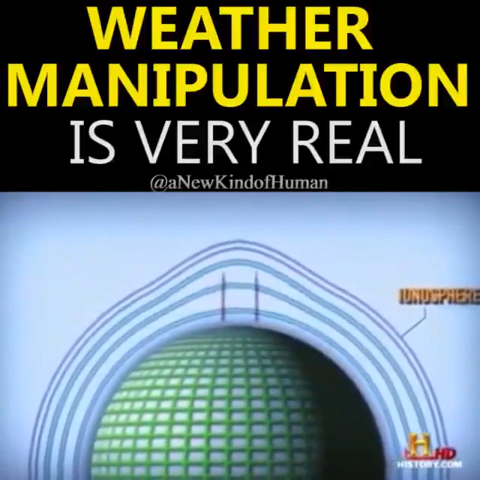 WEATHER
MANIPULATION
IS VERY REAL
@aNewKindofHuman
IONOSPHERE
H HD
HISTORY.COM